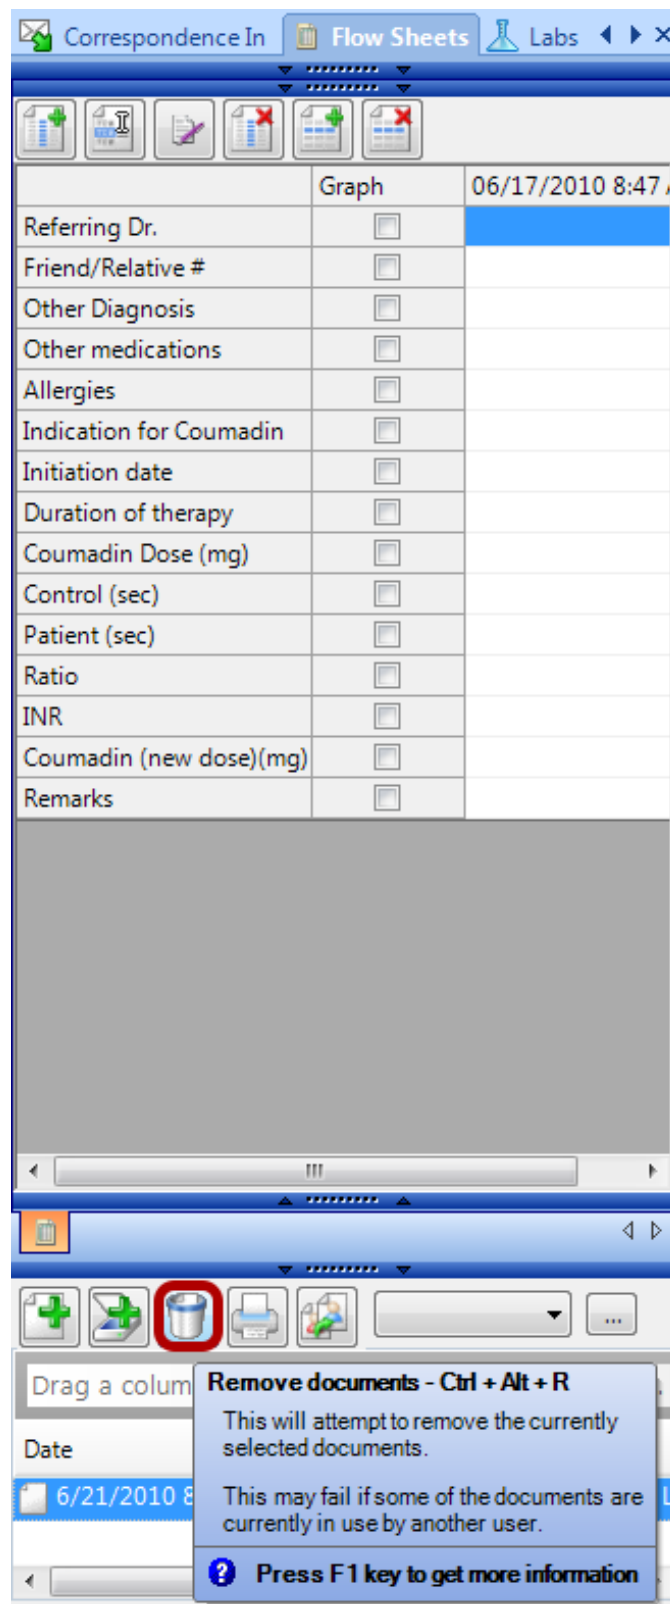 Correspondence In Flow Sheets Labs
Graph 06/17/2010 8:47
Referring Dr.
Friend/Relative #
Other Diagnosis
Other medications
Allergies
Indication for Coumadin
Initiation date
Duration of therapy
Coumadin Dose (mg)
Control (sec)
Patient (sec)
Ratio
INR
Coumadin (new dose)(mg)
Remarks
...
Drag a colum
Remove documents - Ctrl + Alt + R
This will attempt to remove the currently
selected documents.
Date
This may fail if some of the documents are
currently in use by another user.
6/21/2010 8
Press F1 key to get more information